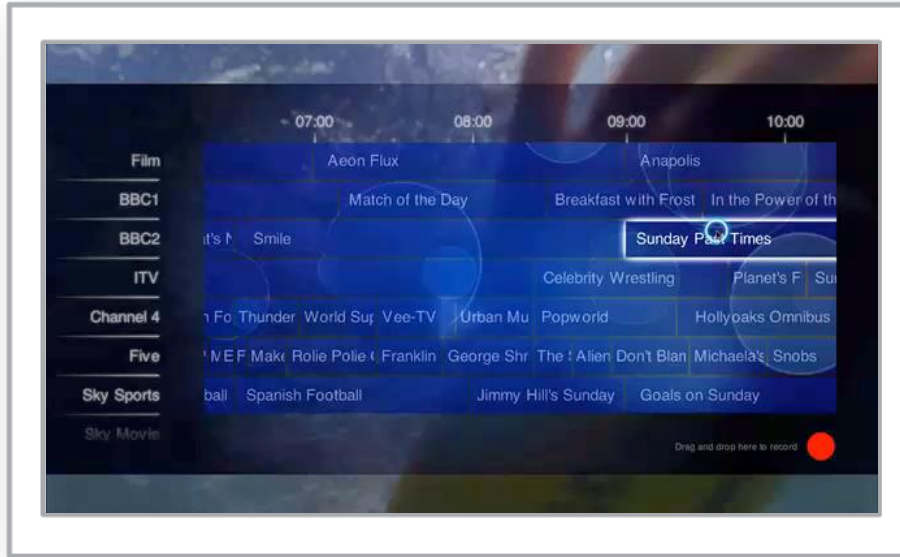 07:00 08:00 09:00 10:00
Film Aeon Flux Anapolis
BBC1 Match of the Day Breakfast with Frost In the Power of th
BBC2 at's Smile Sunday Past Times
ITV Celebrity Wrestling Planet's F Su
Channel 4 Fo Thunder World Sup Vee-TV Urban Mu Popworld Hollyoaks Omnibus
Five Make Rolie Polie Franklin George Shr The Alien Don't Blan Michaela's Snobs
Sky Sports ball Spanish Football Jimmy Hill's Sunday Goals on Sunday
Sky Movie
Drag and drop here to record